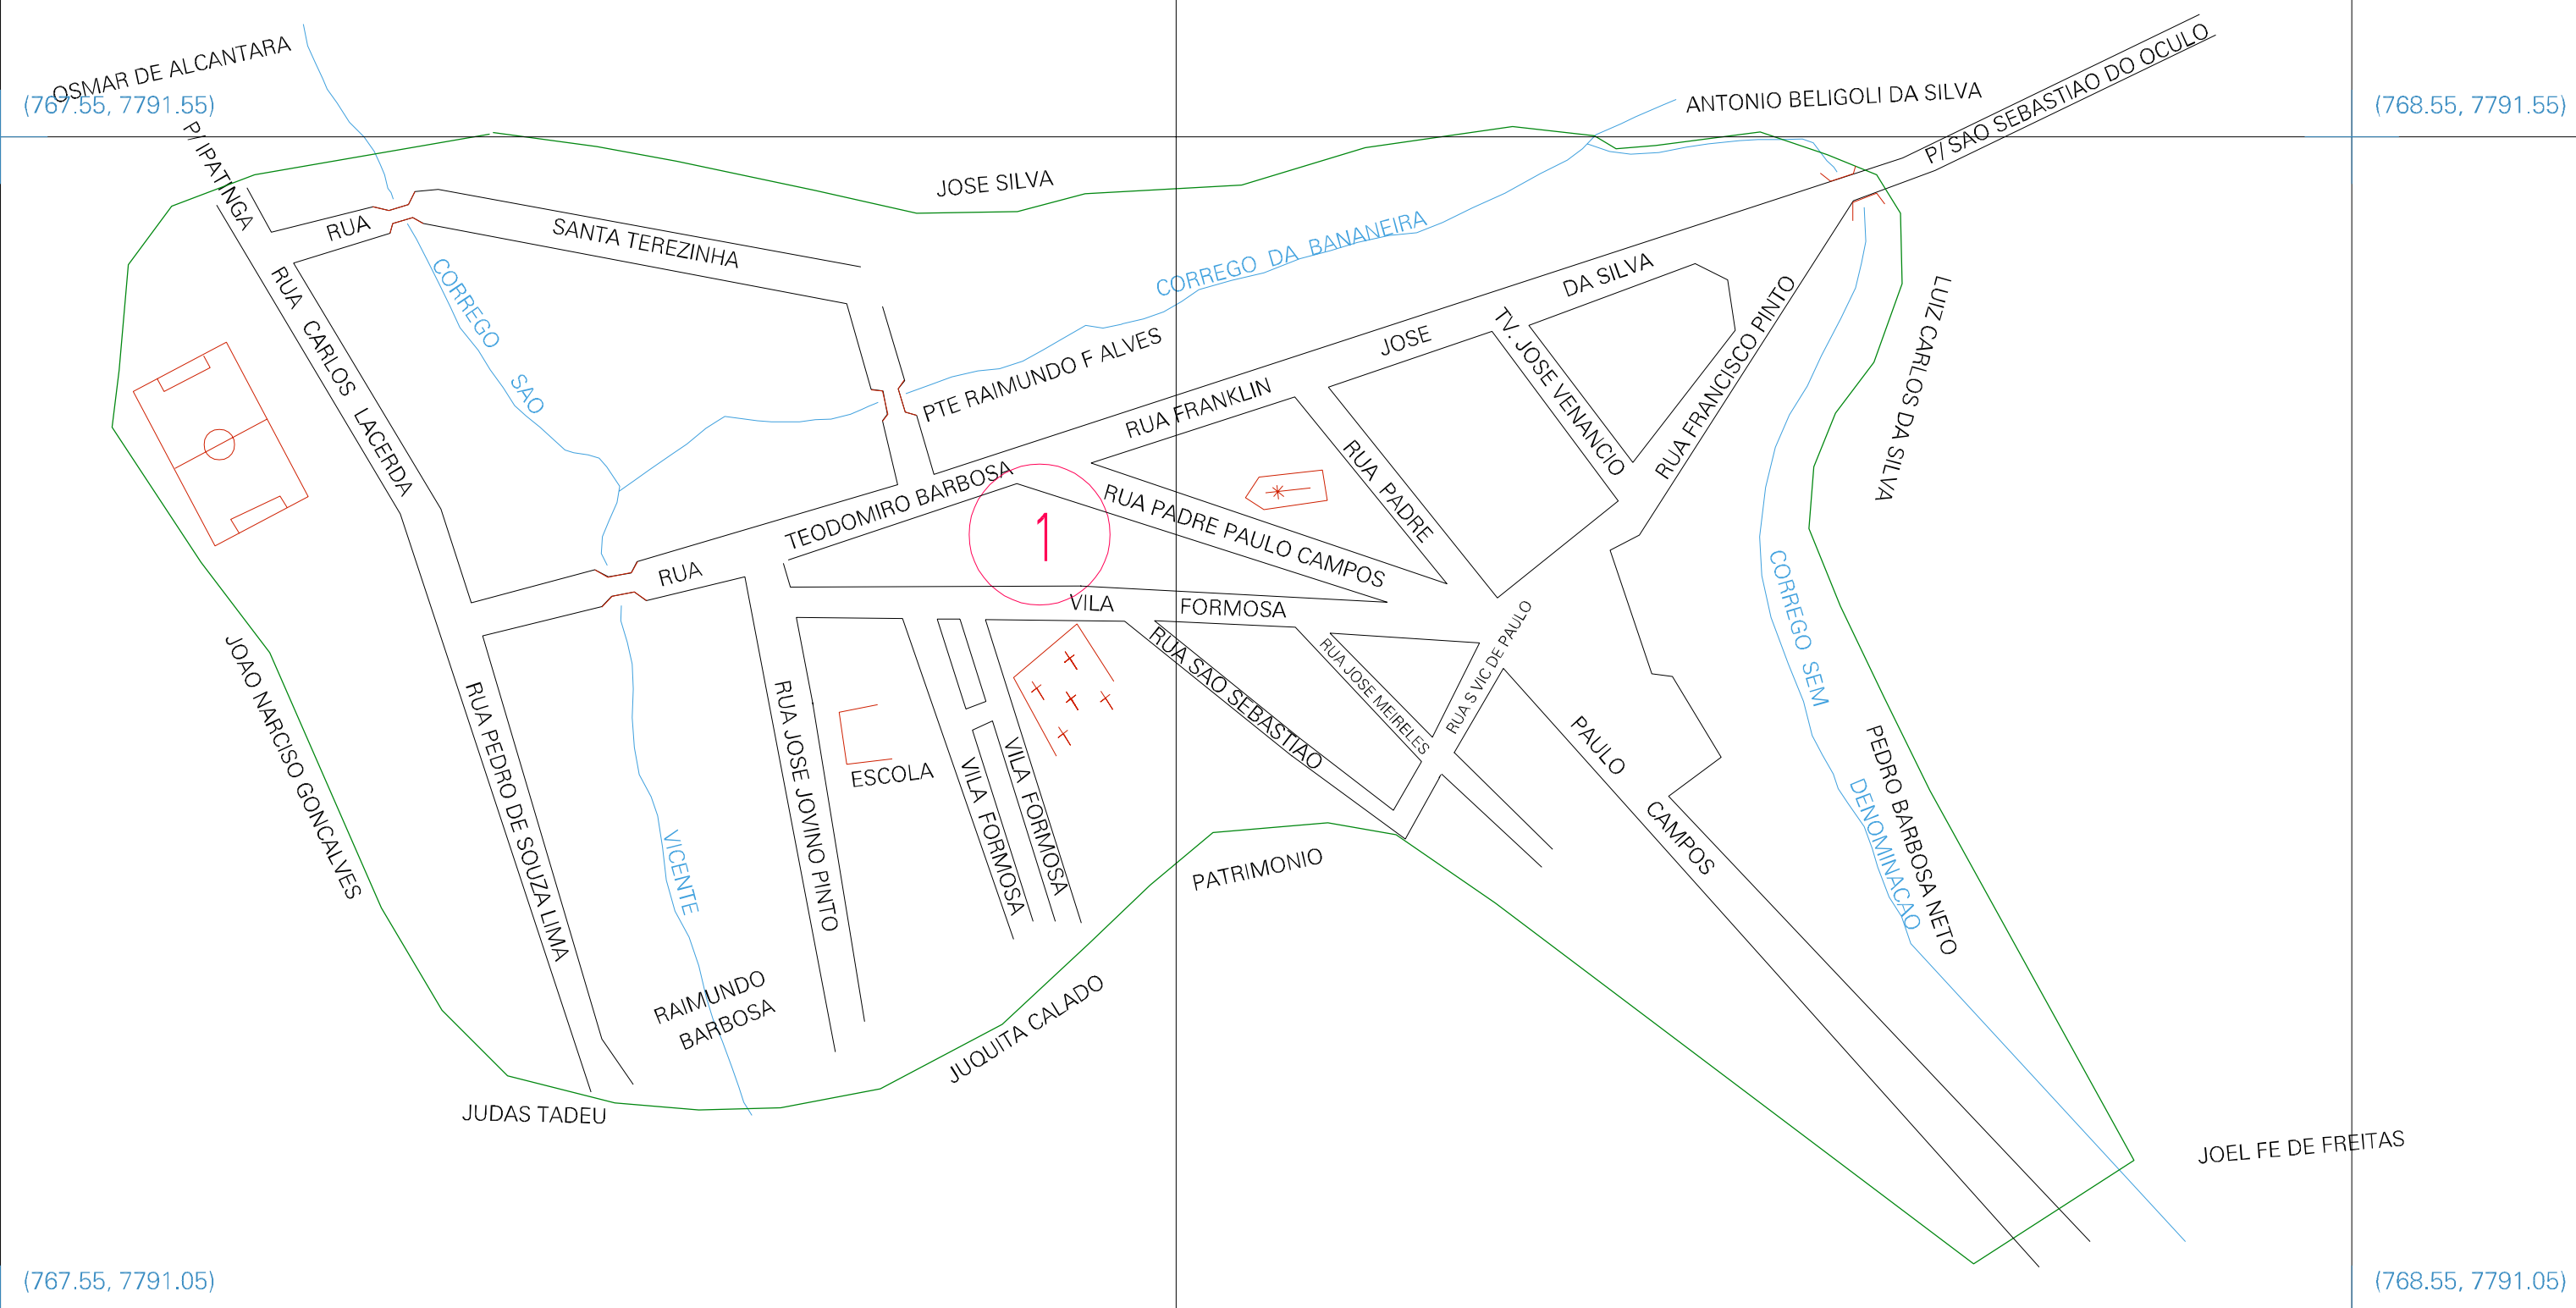 OSMAR DE ALCANTARA
(767.55, 7791.55)
P/ IPATINGA
ANTONIO BELIGOLI DA SILVA
P/ SAO SEBASTIAO DO OCULO
(768.55, 7791.55)
JOSE SILVA
RUA SANTA TEREZINHA
CORREGO DA BANANEIRA
CORREGO SAO VICENTE
RUA CARLOS LACERDA
PTE RAIMUNDO F ALVES
RUA FRANKLIN JOSE DA SILVA
TV. JOSE VENANCIO
RUA FRANCISCO PINTO
LUIZ CARLOS DA SILVA
RUA TEODOMIRO BARBOSA
1
RUA PADRE PAULO CAMPOS
RUA PADRE PAULO CAMPOS
VILA FORMOSA
RUA SAO SEBASTIAO
RUA JOSE MEIRELES
RUA S VIC DE PAULO
CORREGO SEM DENOMINACAO
PEDRO BARBOSA NETO
JOAO NARCISO GONCALVES
RUA PEDRO DE SOUZA LIMA
RUA JOSE JOVINO PINTO
ESCOLA
VILA FORMOSA
VILA FORMOSA
PATRIMONIO
RAIMUNDO
BARBOSA
JUQUITA CALADO
JUDAS TADEU
JOEL FE DE FREITAS
(767.55, 7791.05)
(768.55, 7791.05)